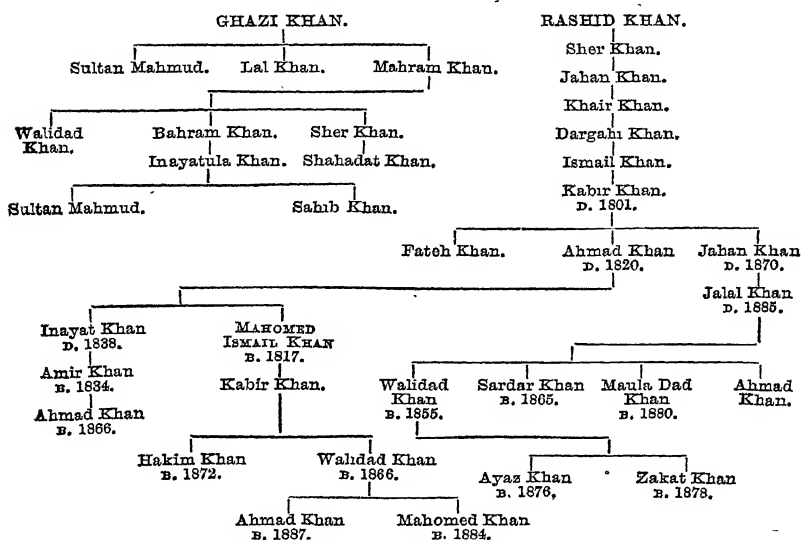 GHAZI KHAN. RASHID KHAN.
Sher Khan.
Sultan Mahmud. Lal Khan. Mahram Khan. Jahan Khan.
Khair Khan.
Walidad Khan. Bahram Khan. Sher Khan. Dargahi Khan.
Inayatula Khan. Shahadat Khan. Ismail Khan.
Kabir Khan.
D. 1801.
Sultan Mahmud. Sahib Khan.
Fateh Khan. Ahmad Khan Jahan Khan
D. 1820. D. 1870.
Jalal Khan
D. 1885.
Inayat Khan MAHOMED
D. 1838. ISMAIL KHAN
B. 1817.
Amir Khan Kabir Khan. Walidad Sardar Khan Maula Dad Ahmad
B. 1834. Khan B. 1865. Khan Khan.
B. 1855. B. 1880.
Ahmad Khan
B. 1866.
Hakim Khan Walidad Khan Ayaz Khan Zakat Khan
B. 1872. B. 1866. B. 1876, B. 1878.
Ahmad Khan Mahomed Khan
B. 1887. B. 1884.